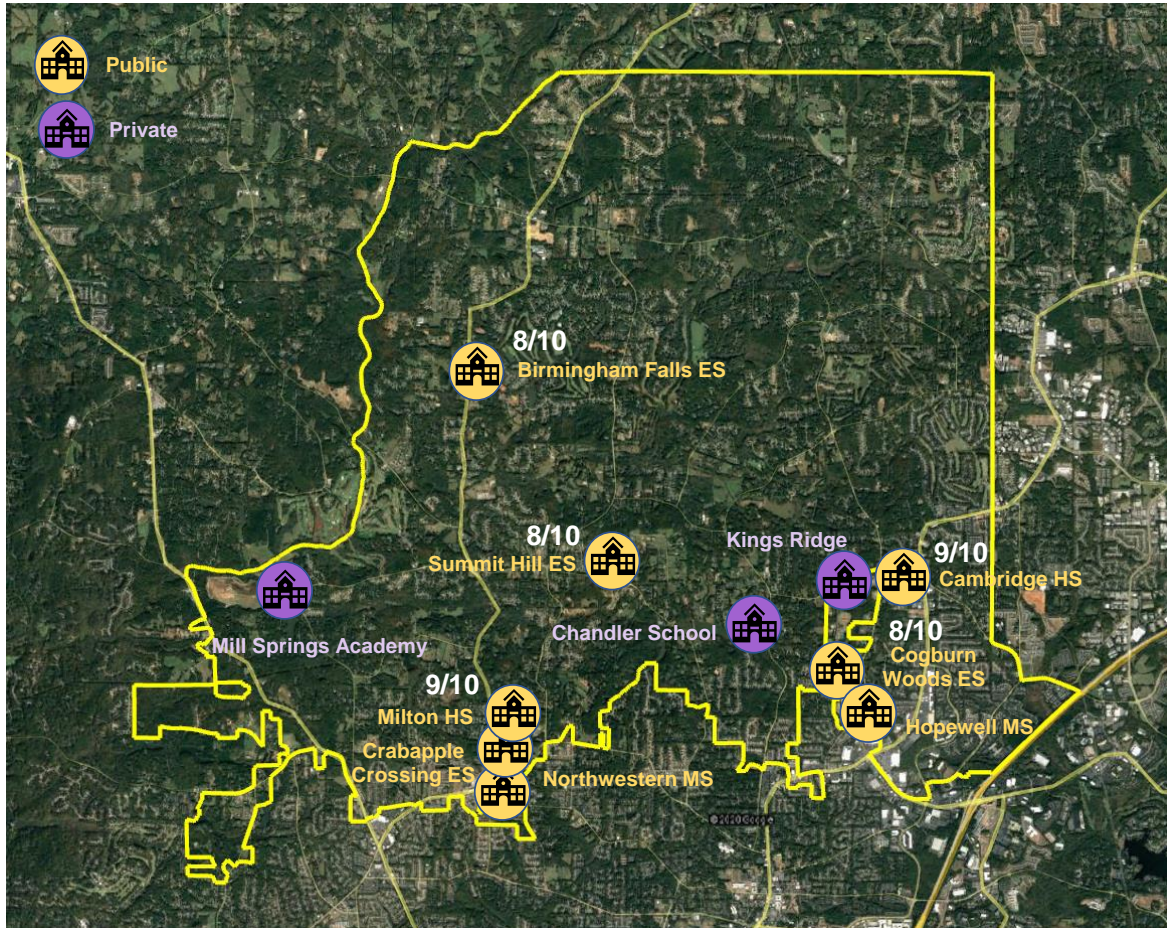 Public
Private
8/10
Birmingham Falls ES
8/10
Summit Hill ES
Kings Ridge
9/10
Cambridge HS
Chandler School
8/10
Cogburn
Woods ES
Mill Springs Academy
9/10
Milton HS
Hopewell MS
Crabapple
Crossing ES
Northwestern MS
©2020 Google